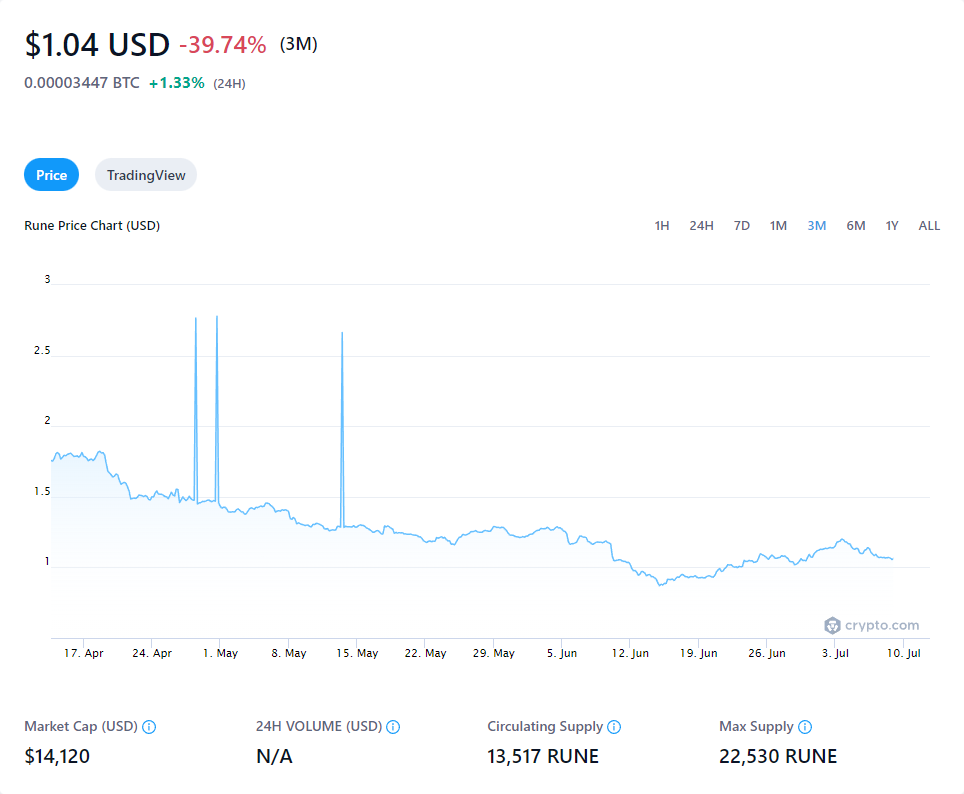 $1.04 USD -39.74% (3M)
0.00003447 BTC +1.33% (24H)
Price TradingView
Rune Price Chart (USD) 1H 24H 7D 1M 3M 6M 1Y ALL
3
2.5
2
1.5
1
crypto.com
17. Apr 24. Apr 1. May 8. May 15. May 22. May 29. May 5. Jun 12. Jun 19. Jun 26. Jun 3. Jul 10. Jul
Market Cap (USD) 24H VOLUME (USD) Circulating Supply Max Supply
$14,120 N/A 13,517 RUNE 22,530 RUNE